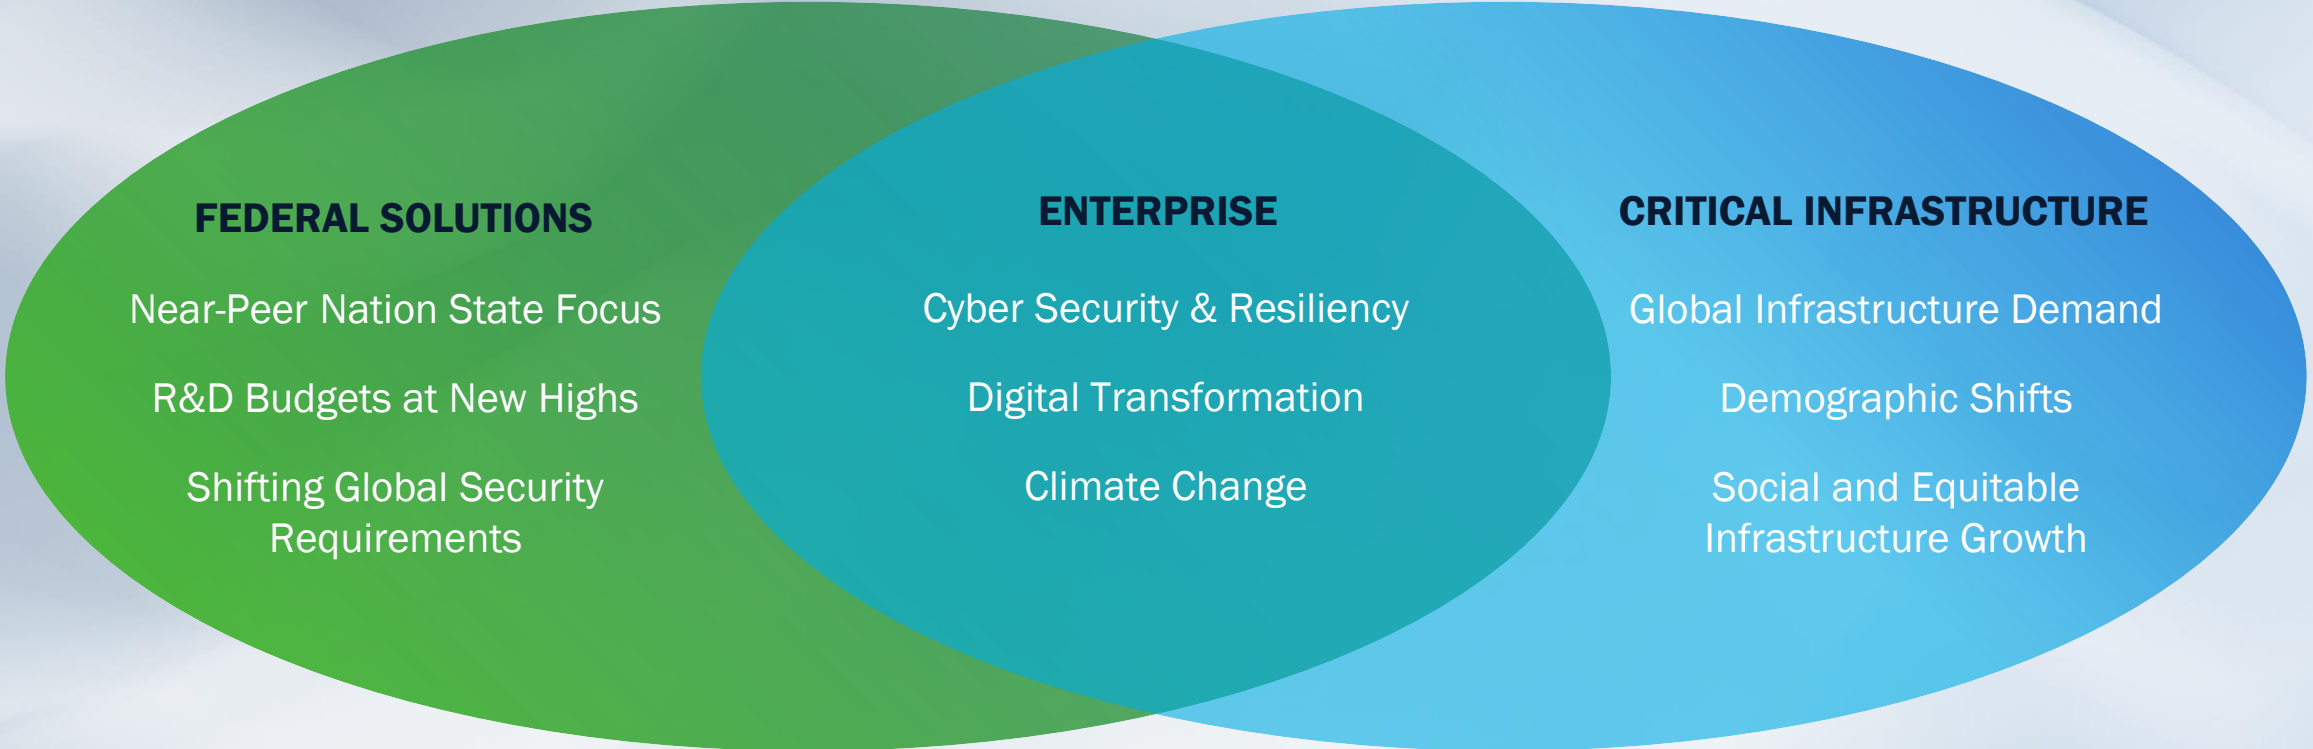 FEDERAL SOLUTIONS
Near-Peer Nation State Focus
R&D Budgets at New Highs
Shifting Global Security
Requirements
ENTERPRISE
Cyber Security & Resiliency
Digital Transformation
Climate Change
CRITICAL INFRASTRUCTURE
Global Infrastructure Demand
Demographic Shifts
Social and Equitable
Infrastructure Growth